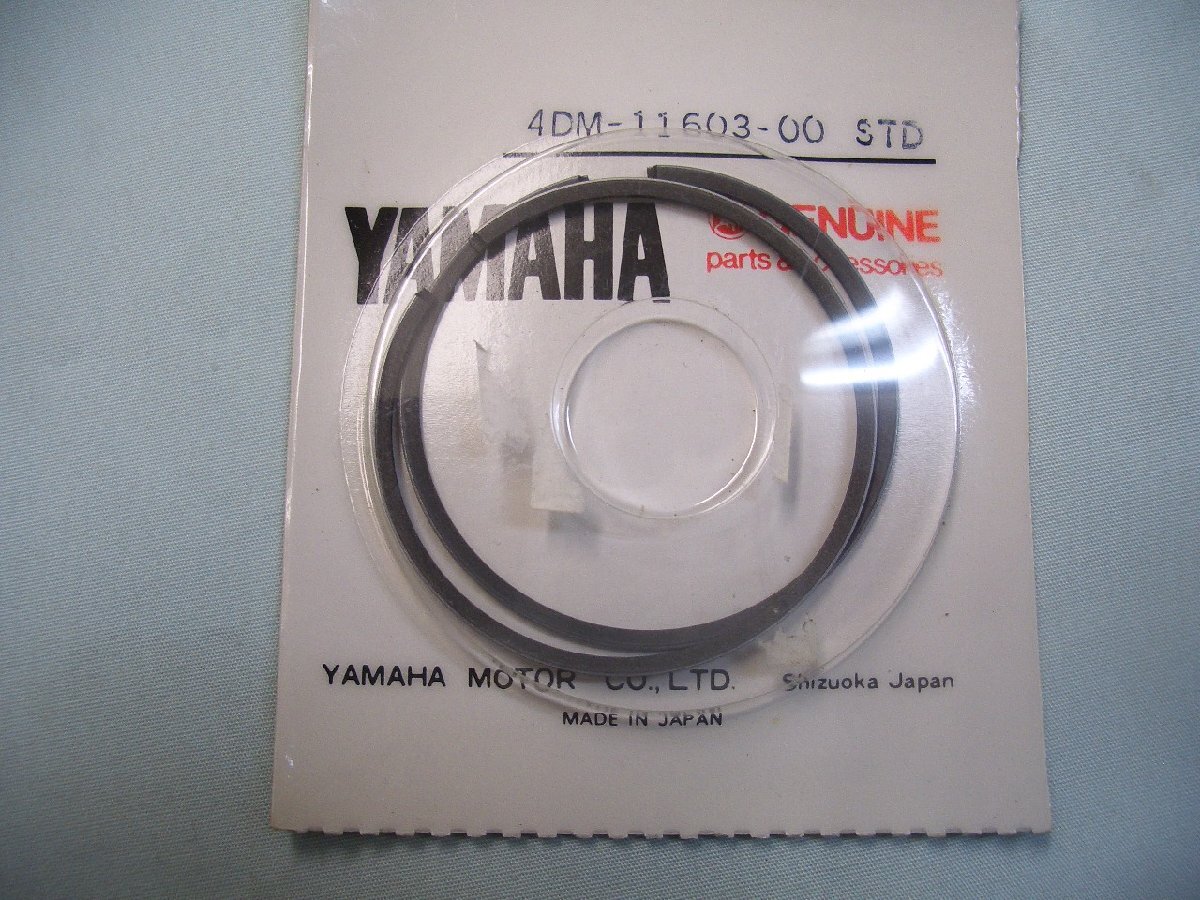 4DM-11603-00 STD
YAMAHA
GENUINE
parts & accessories
YAMAHA MOTOR CO., LTD. Shizuoka Japan
MADE IN JAPAN